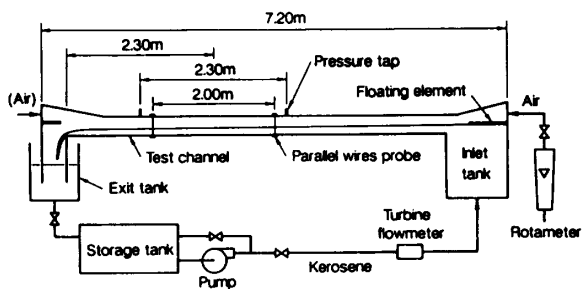 7.20m
2.30m
2.30m
Pressure tap
(Air)
2.00m
Floating element
Air
Test channel
Parallel wires probe
Inlet
tank
Exit tank
Turbine
flowmeter
Storage tank
Rotameter
Kerosene
Pump